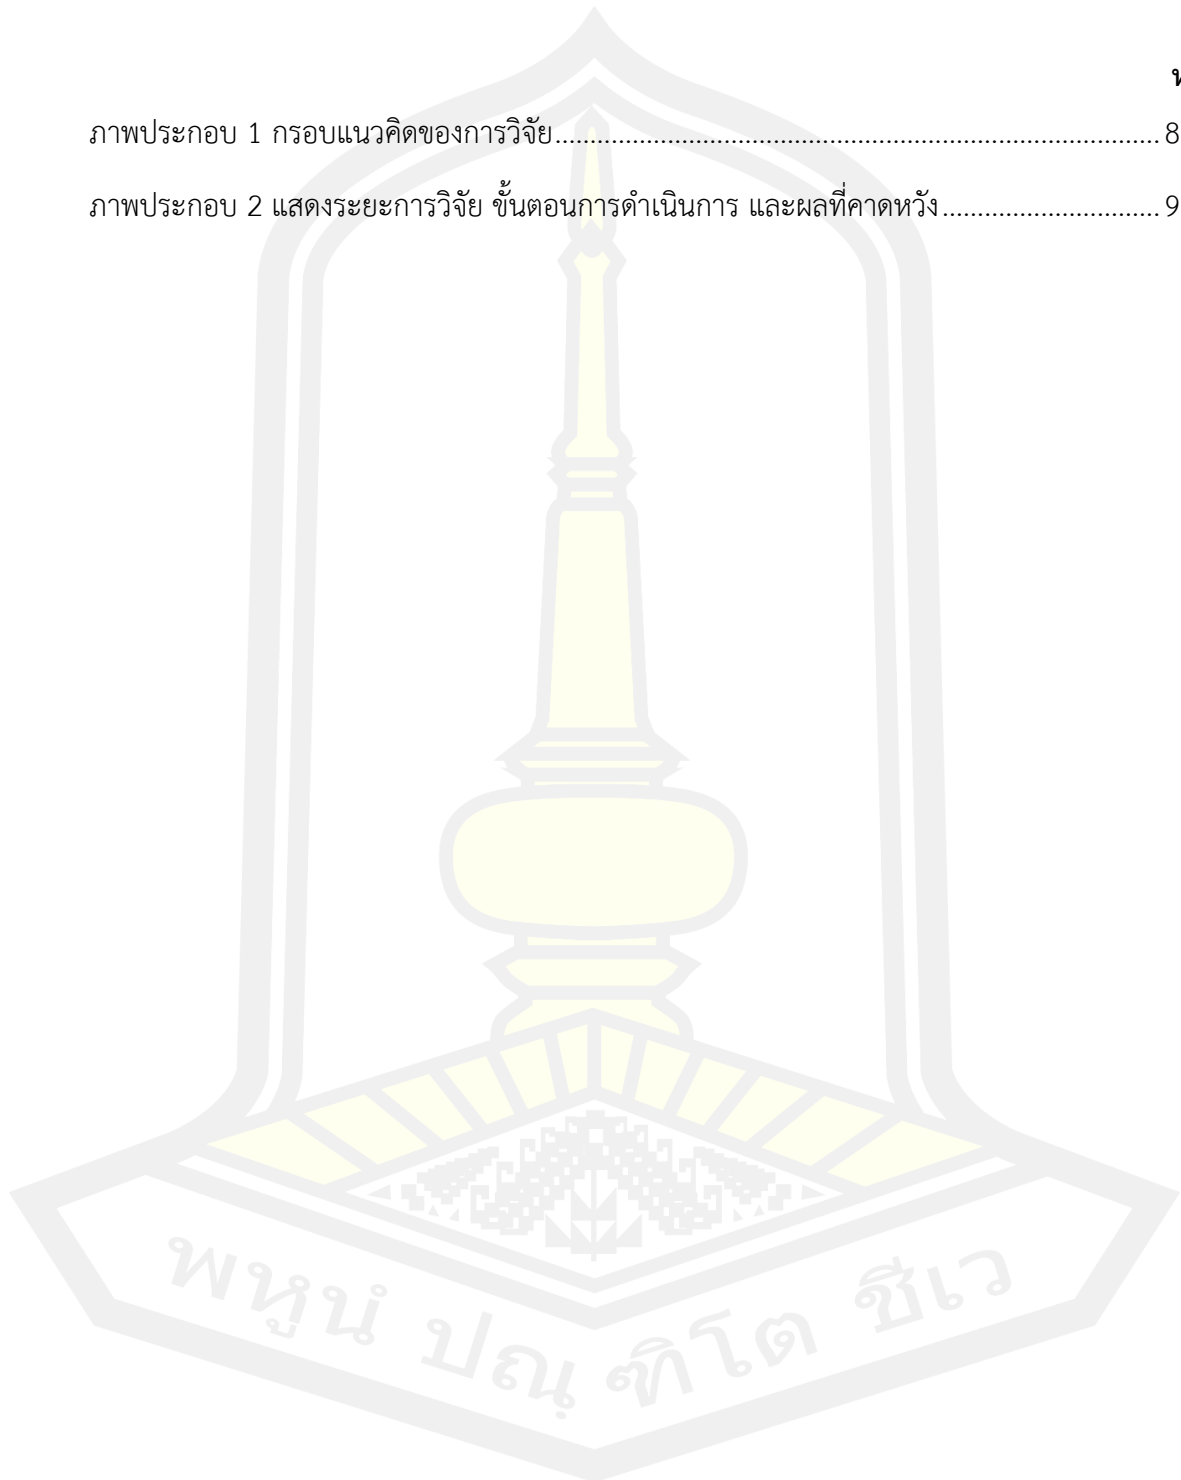 ภาพประกอบ 1 กรอบแนวคิดของการวิจัย........................................................................................ 8
ภาพประกอบ 2 แสดงระยะการวิจัย ขั้นตอนการดำเนินการ และผลที่คาดหวัง................................ 9
พหูนํ ปณฺฑิโต ชีเว